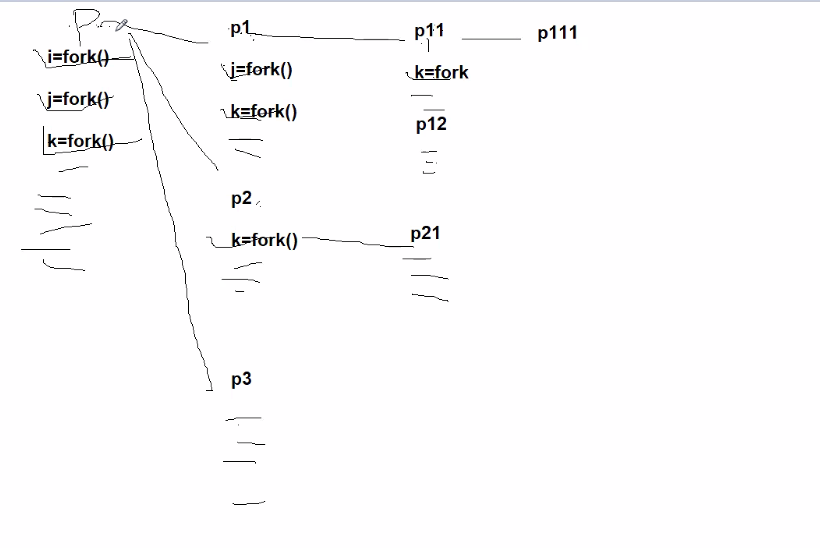 p1
p11
p111
i=fork()
j=fork()
k=fork
j=fork()
k=fork()
p12
k=fork()
p2
k=fork()
p21
p3